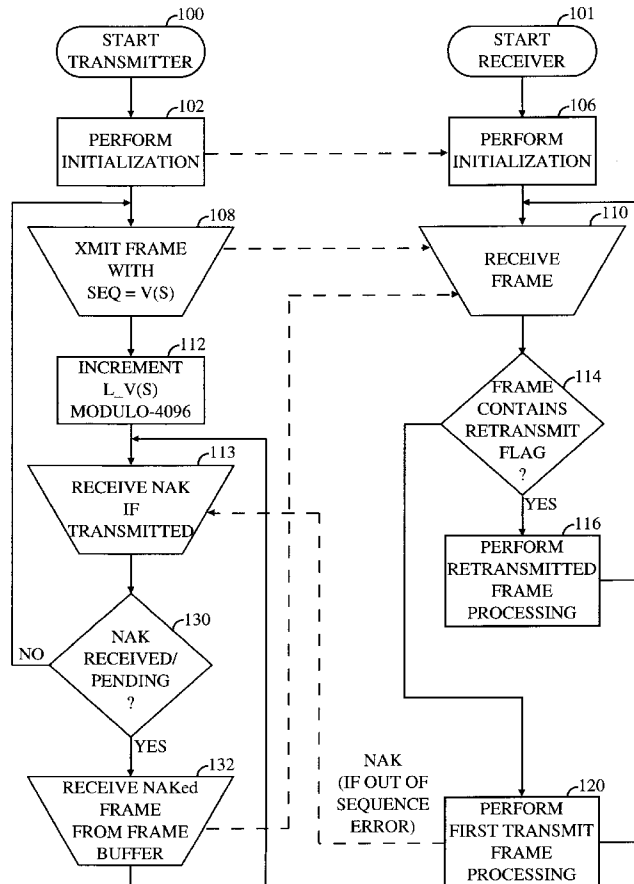 100
START
TRANSMITTER
101
START
RECEIVER
102
PERFORM
INITIALIZATION
106
PERFORM
INITIALIZATION
108
XMIT FRAME
WITH
SEQ = V(S)
110
RECEIVE
FRAME
112
INCREMENT
L_V(S)
MODULO-4096
114
FRAME
CONTAINS
RETRANSMIT
FLAG
?
YES
113
RECEIVE NAK
IF
TRANSMITTED
116
PERFORM
RETRANSMITTED
FRAME
PROCESSING
130
NAK
RECEIVED/
PENDING
?
NO
YES
132
RECEIVE NAKed
FRAME
FROM FRAME
BUFFER
NAK
(IF OUT OF
SEQUENCE
ERROR)
120
PERFORM
FIRST TRANSMIT
FRAME
PROCESSING